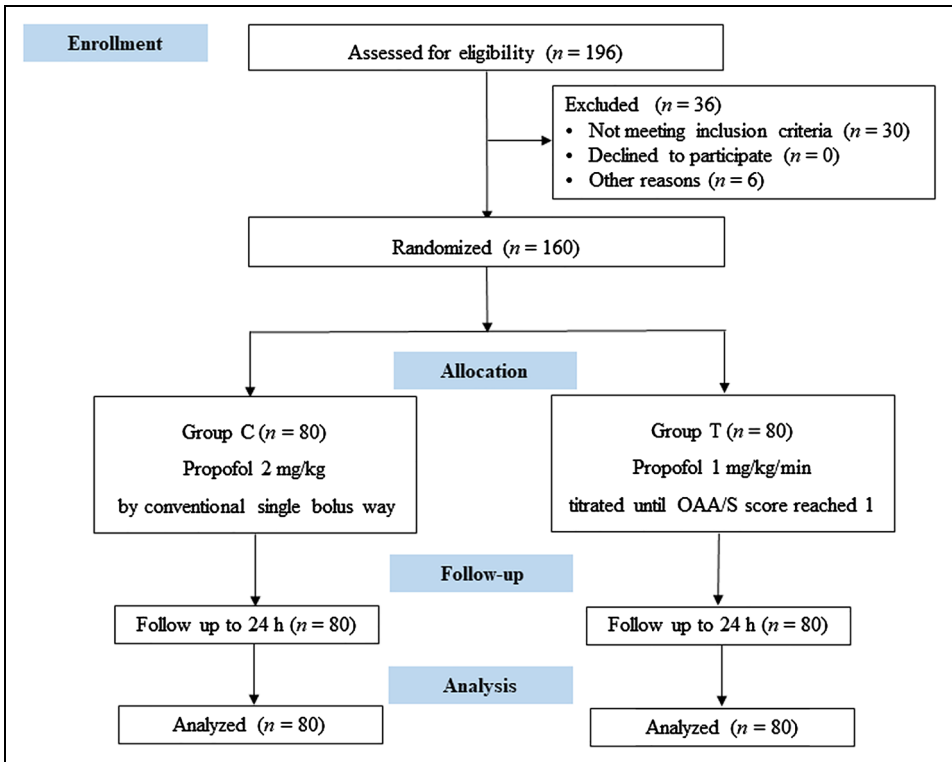 Enrollment
Assessed for eligibility (n = 196)
Excluded (n = 36)
• Not meeting inclusion criteria (n = 30)
• Declined to participate (n = 0)
• Other reasons (n = 6)
Randomized (n = 160)
Allocation
Group C (n = 80)
Propofol 2 mg/kg
by conventional single bolus way
Group T (n = 80)
Propofol 1 mg/kg/min
titrated until OAA/S score reached 1
Follow-up
Follow up to 24 h (n = 80)
Follow up to 24 h (n = 80)
Analysis
Analyzed (n = 80)
Analyzed (n = 80)